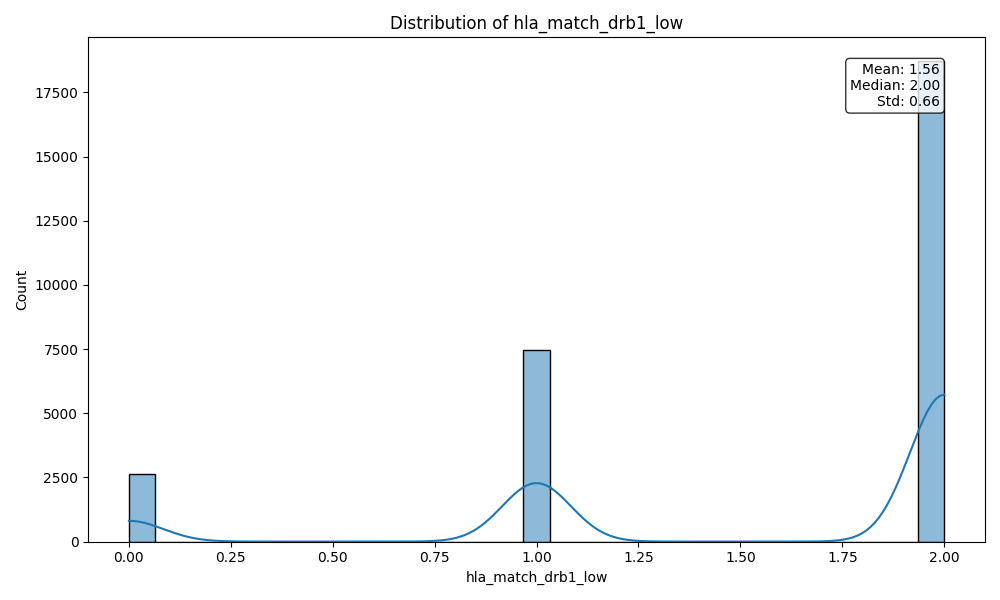 Distribution of hla_match_drb1_low
Mean: 1.56
Median: 2.00
Std: 0.66
17500
15000
12500
10000
7500
5000
2500
0
Count
0.00 0.25 0.50 0.75 1.00 1.25 1.50 1.75 2.00
hla_match_drb1_low